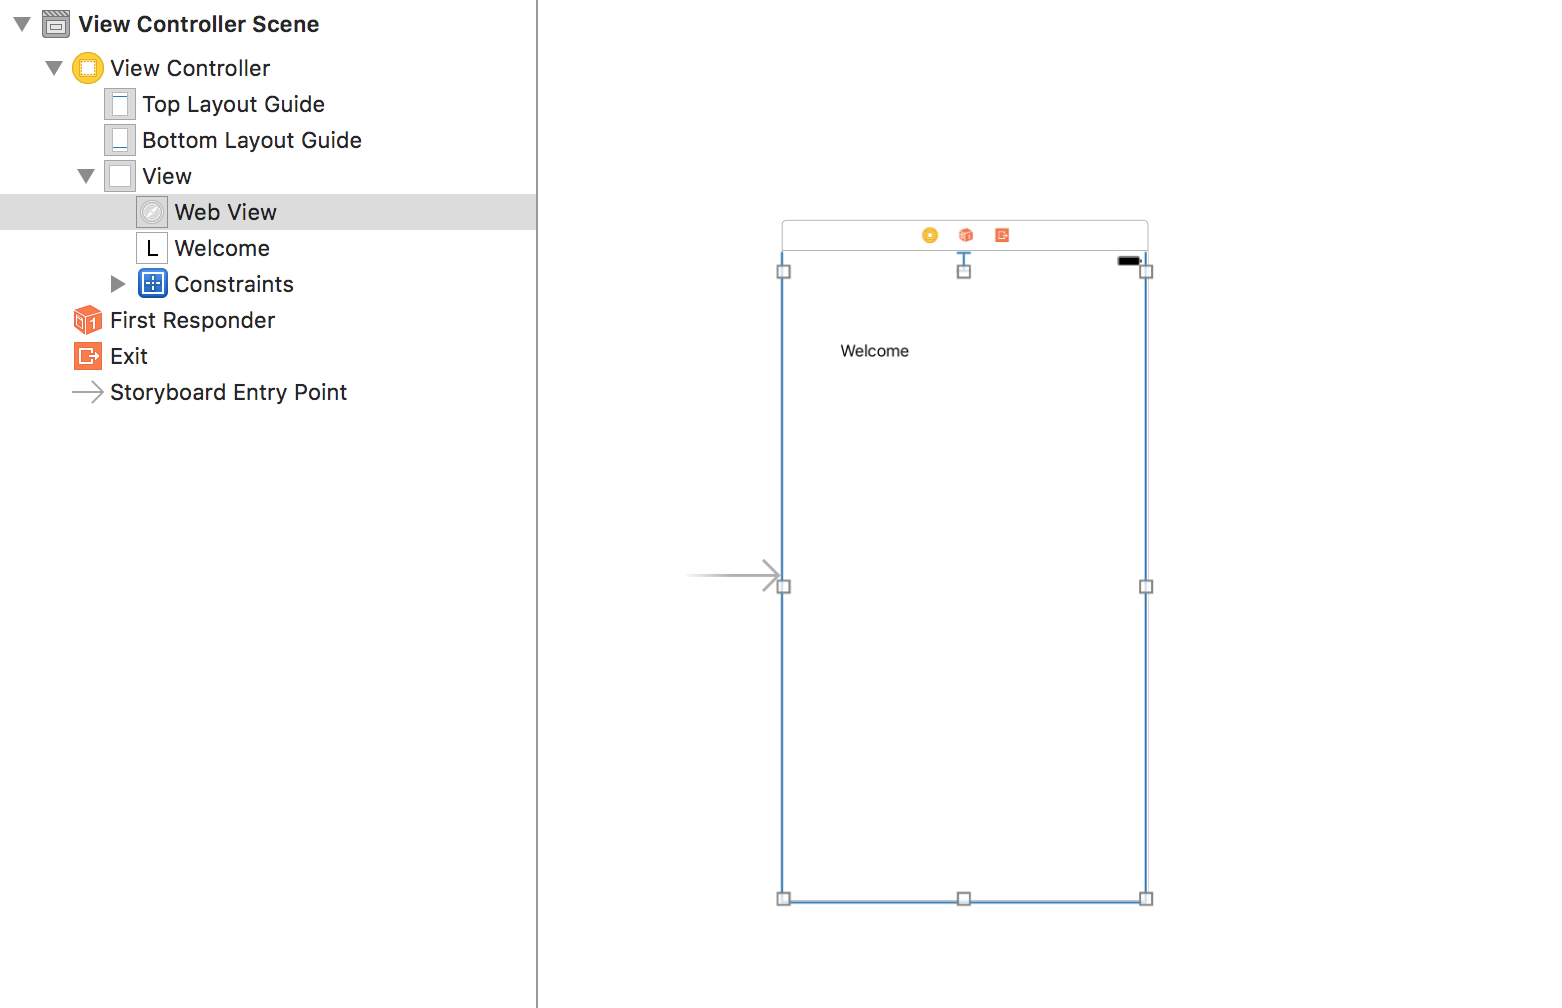 View Controller Scene
View Controller
Top Layout Guide
Bottom Layout Guide
View
Web View
L Welcome
Constraints
1 First Responder
Exit
Storyboard Entry Point
Welcome